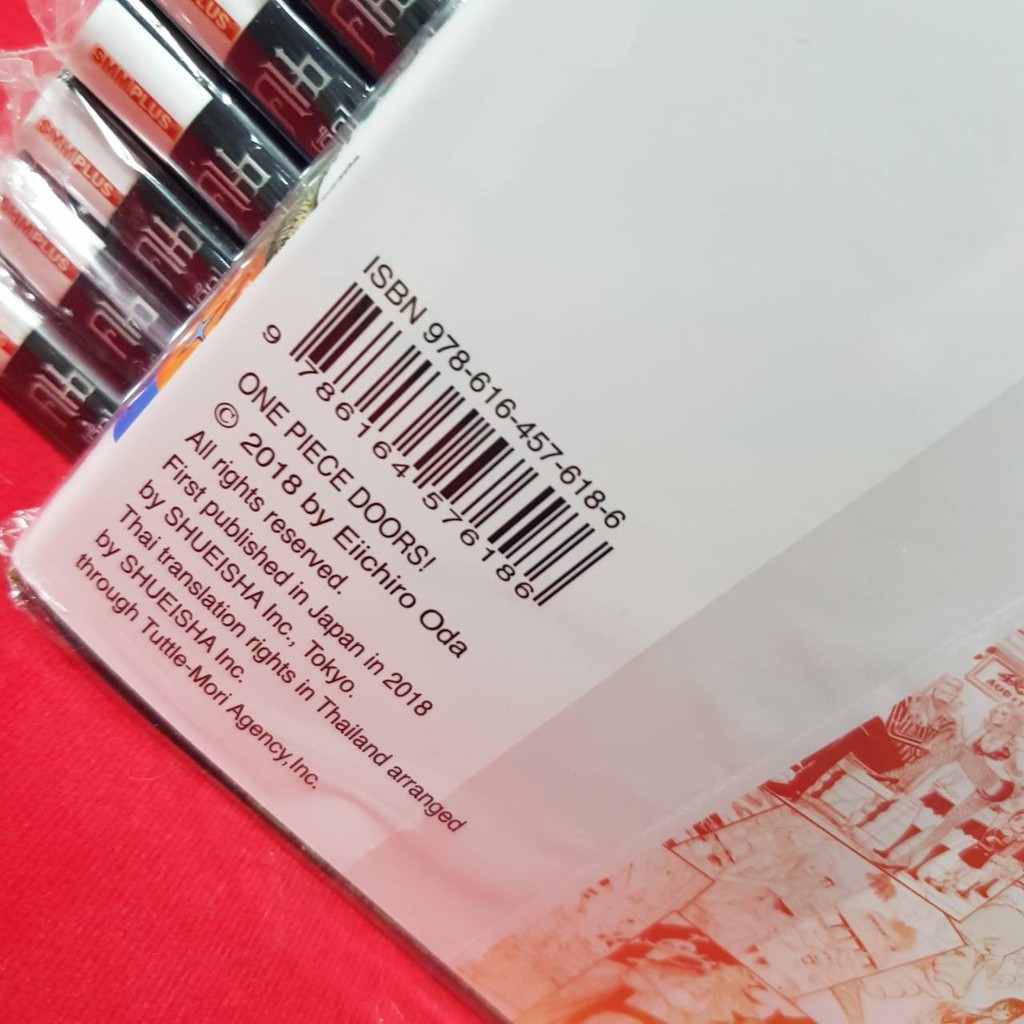 SMMPLUS
SMMPLUS
SMMPLUS
ISBN 978-616-457-618-6
9 786164 576186
ONE PIECE DOORS!
© 2018 by Eiichiro Oda
All rights reserved.
First published in Japan in 2018
by SHUEISHA Inc., Tokyo.
Thai translation rights in Thailand arranged
by SHUEISHA Inc.
through Tuttle-Mori Agency,Inc.